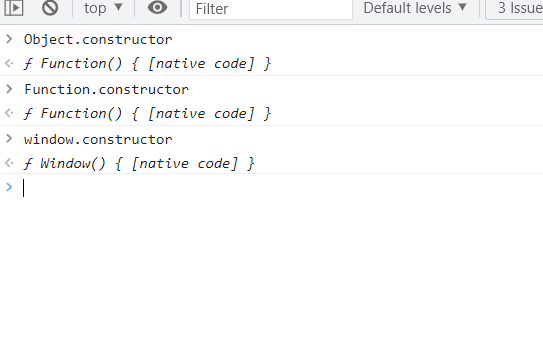 top ▼ Filter Default levels ▼ 3 Issue
> Object.constructor
<· ƒ Function() { [native code] }
> Function.constructor
<· ƒ Function() { [native code] }
> window.constructor
<· ƒ Window() { [native code] }
>